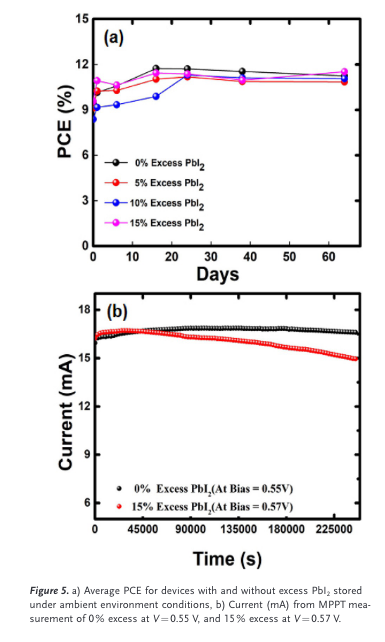 (a)
15
12
9
6
3
0
PCE (%)
0% Excess PbI2
5% Excess PbI2
10% Excess PbI2
15% Excess PbI2
0 10 20 30 40 50 60
Days
(b)
18
15
12
9
6
Current (mA)
0% Excess PbI2(At Bias = 0.55V)
15% Excess PbI2(At Bias = 0.57V)
0 45000 90000 135000 180000 225000
Time (s)
Figure 5. a) Average PCE for devices with and without excess PbI2 stored
under ambient environment conditions, b) Current (mA) from MPPT mea-
surement of 0% excess at V=0.55 V, and 15% excess at V=0.57 V.